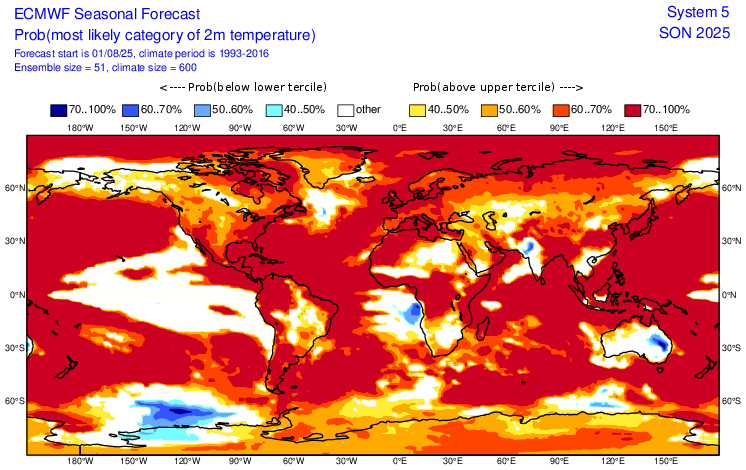 ECMWF Seasonal Forecast
System 5
Prob(most likely category of 2m temperature)
SON 2025
Forecast start is 01/08/25, climate period is 1993-2016
Ensemble size = 51, climate size = 600
<---- Prob(below lower tercile)
Prob(above upper tercile) ---->
70..100% 60..70% 50..60% 40..50% other 40..50% 50..60% 60..70% 70..100%
180°W 150°W 120°W 90°W 60°W 30°W 0°E 30°E 60°E 90°E 120°E 150°E
60°N 60°N
30°N 30°N
0°N 0°N
30°S 30°S
60°S 60°S
180°W 150°W 120°W 90°W 60°W 30°W 0°E 30°E 60°E 90°E 120°E 150°E